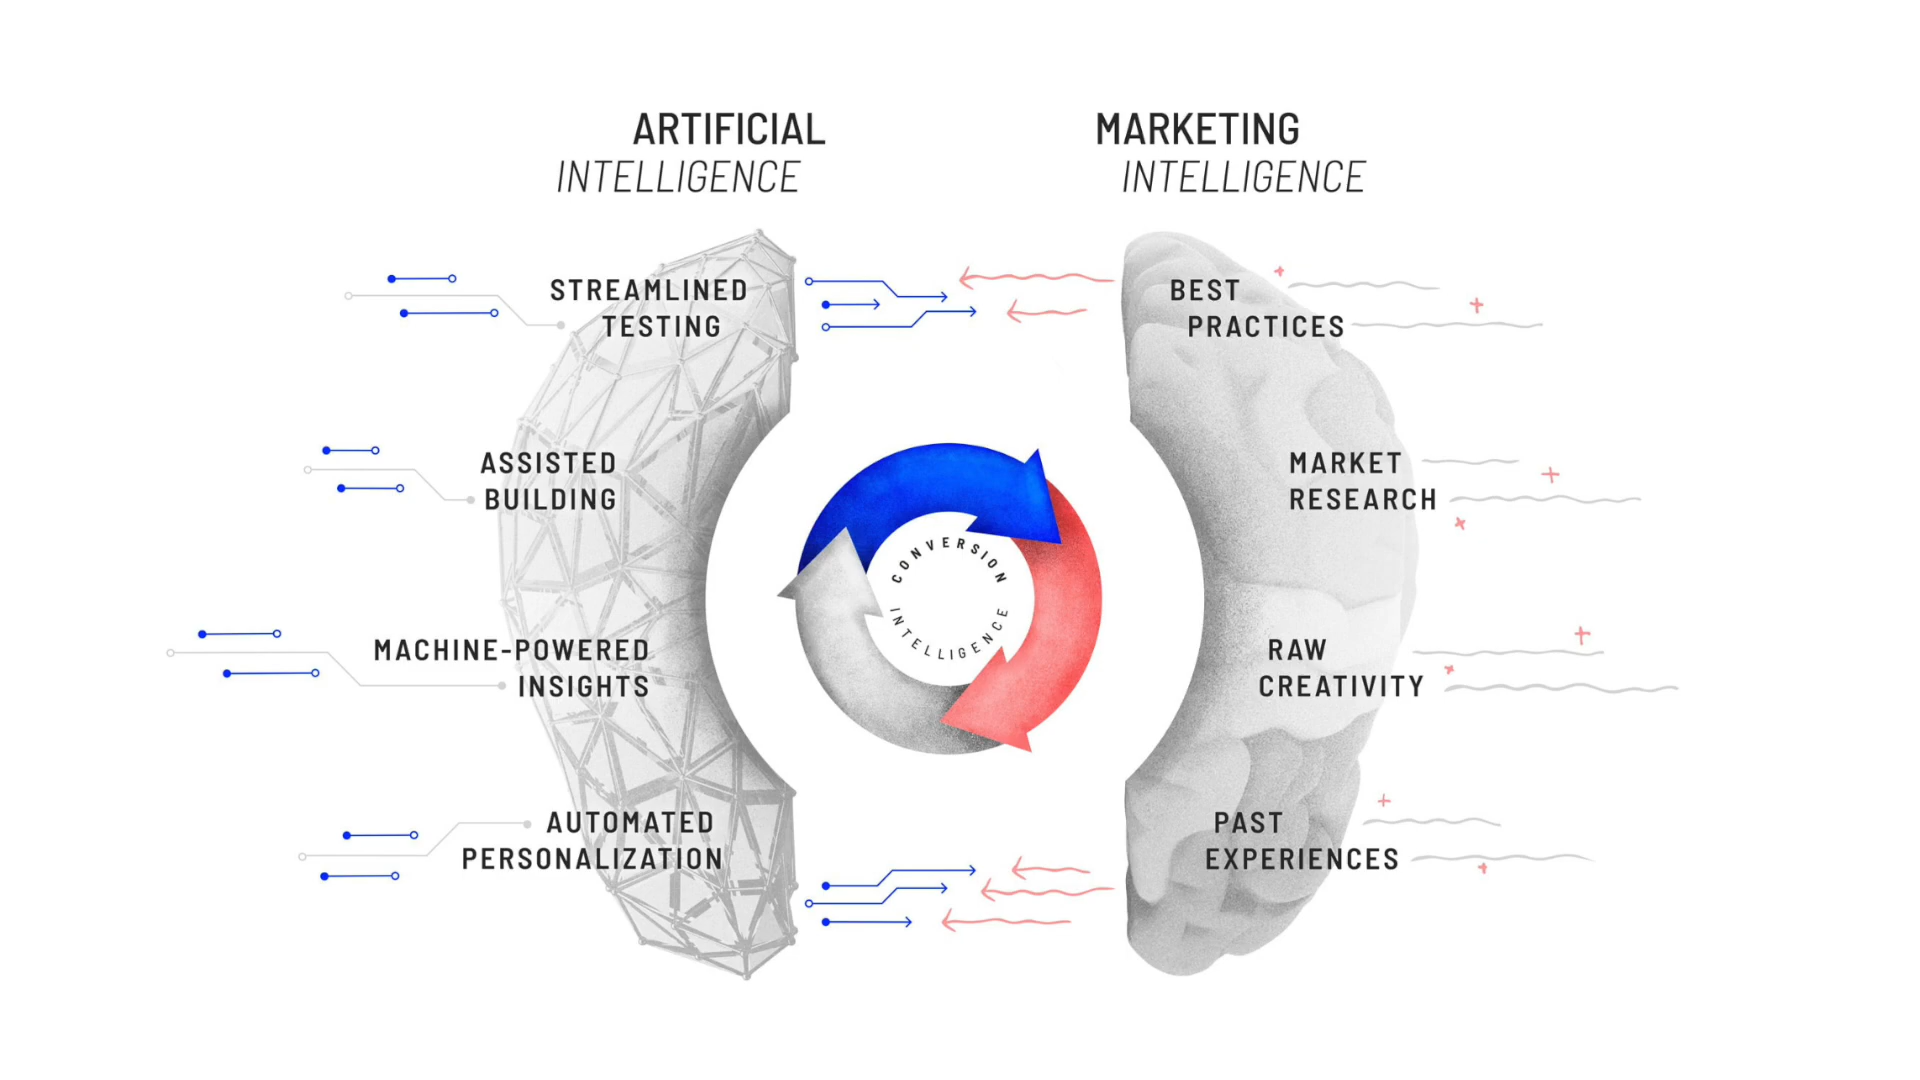 ARTIFICIAL
INTELLIGENCE
STREAMLINED
TESTING
ASSISTED
BUILDING
MACHINE-POWERED
INSIGHTS
AUTOMATED
PERSONALIZATION
CONVERSION
INTELLIGENCE
MARKETING
INTELLIGENCE
BEST
PRACTICES
MARKET
RESEARCH
RAW
CREATIVITY
PAST
EXPERIENCES